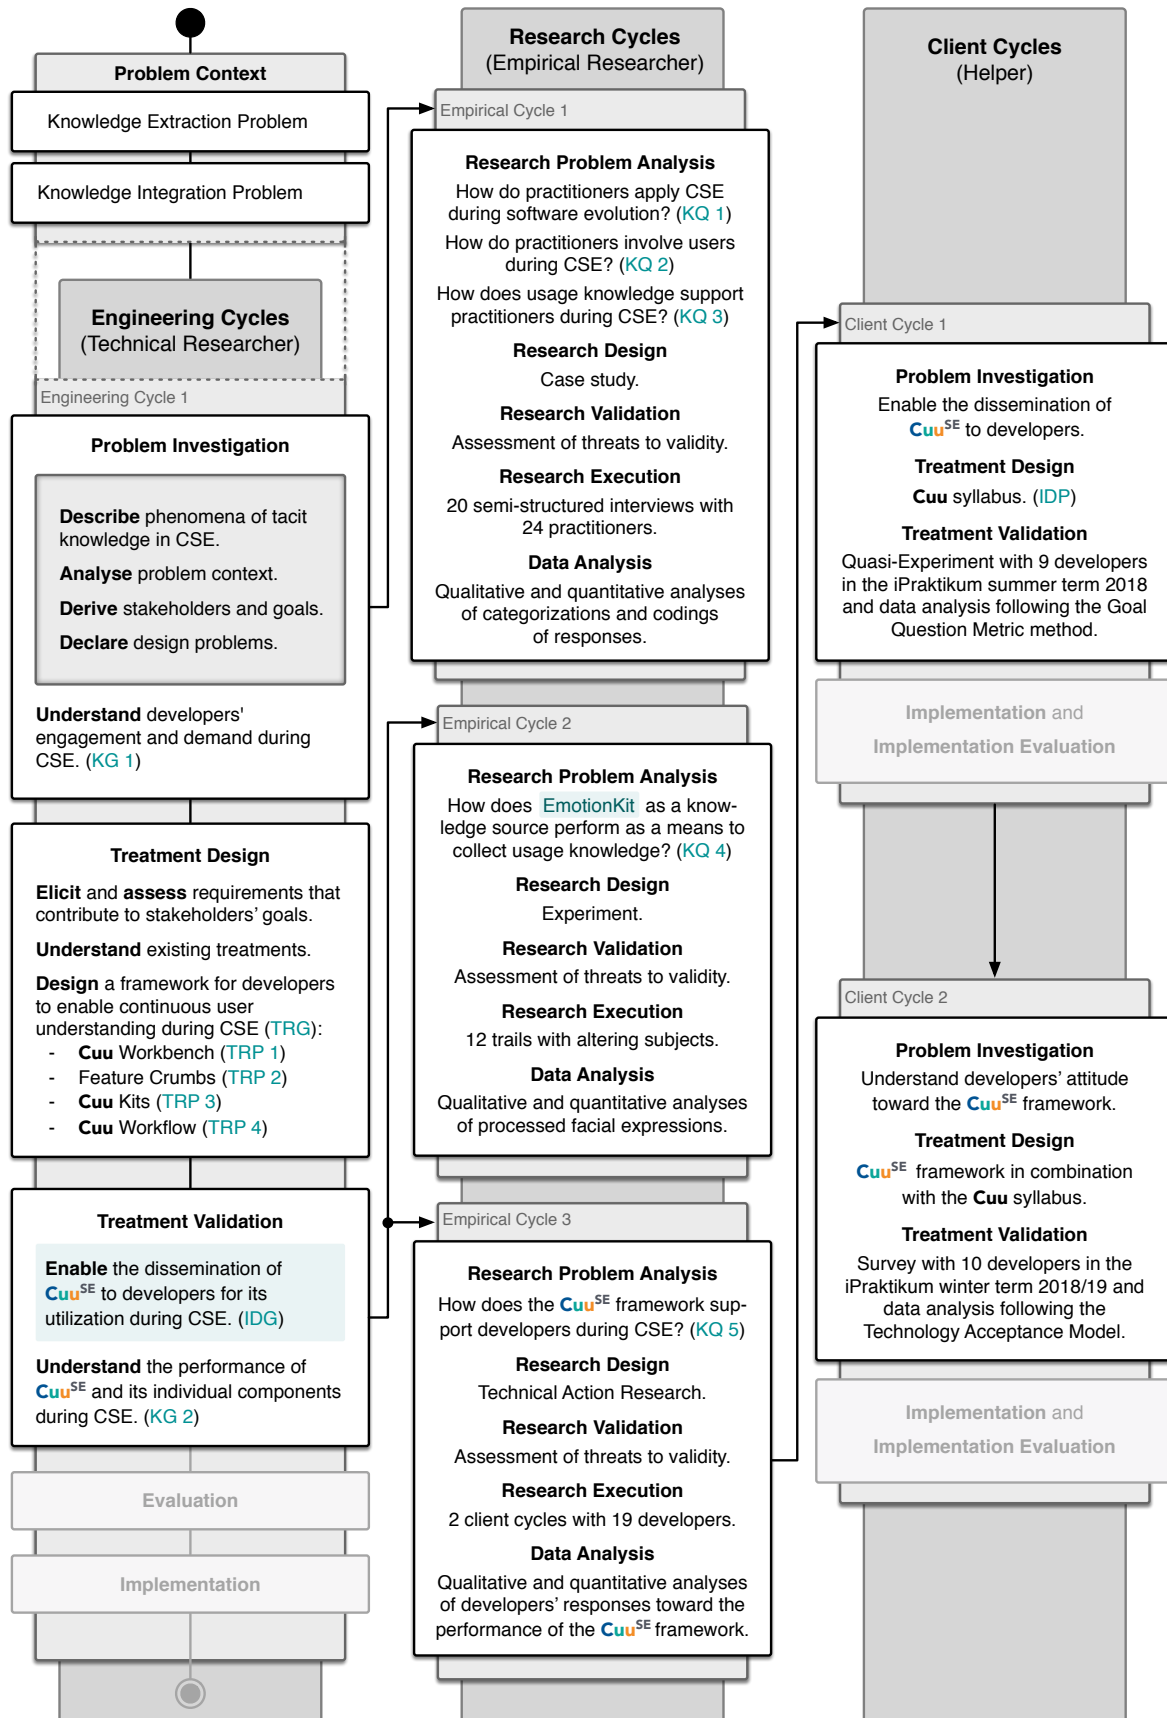 Problem Context
Knowledge Extraction Problem
Knowledge Integration Problem
Engineering Cycles
(Technical Researcher)
Engineering Cycle 1
Problem Investigation
Describe phenomena of tacit
knowledge in CSE.
Analyse problem context.
Derive stakeholders and goals.
Declare design problems.
Understand developers'
engagement and demand during
CSE. (KG 1)
Treatment Design
Elicit and assess requirements that
contribute to stakeholders' goals.
Understand existing treatments.
Design a framework for developers
to enable continuous user
understanding during CSE (TRG):
- Cuu Workbench (TRP 1)
- Feature Crumbs (TRP 2)
- Cuu Kits (TRP 3)
- Cuu Workflow (TRP 4)
Treatment Validation
Enable the dissemination of
CuuSE to developers for its
utilization during CSE. (IDG)
Understand the performance of
CuuSE and its individual components
during CSE. (KG 2)
Evaluation
Implementation
Research Cycles
(Empirical Researcher)
Empirical Cycle 1
Research Problem Analysis
How do practitioners apply CSE
during software evolution? (KQ 1)
How do practitioners involve users
during CSE? (KQ 2)
How does usage knowledge support
practitioners during CSE? (KQ 3)
Research Design
Case study.
Research Validation
Assessment of threats to validity.
Research Execution
20 semi-structured interviews with
24 practitioners.
Data Analysis
Qualitative and quantitative analyses
of categorizations and codings
of responses.
Empirical Cycle 2
Research Problem Analysis
How does EmotionKit as a know-
ledge source perform as a means to
collect usage knowledge? (KQ 4)
Research Design
Experiment.
Research Validation
Assessment of threats to validity.
Research Execution
12 trails with altering subjects.
Data Analysis
Qualitative and quantitative analyses
of processed facial expressions.
Empirical Cycle 3
Research Problem Analysis
How does the CuuSE framework sup-
port developers during CSE? (KQ 5)
Research Design
Technical Action Research.
Research Validation
Assessment of threats to validity.
Research Execution
2 client cycles with 19 developers.
Data Analysis
Qualitative and quantitative analyses
of developers' responses toward the
performance of the CuuSE framework.
Client Cycles
(Helper)
Client Cycle 1
Problem Investigation
Enable the dissemination of
CuuSE to developers.
Treatment Design
Cuu syllabus. (IDP)
Treatment Validation
Quasi-Experiment with 9 developers
in the iPraktikum summer term 2018
and data analysis following the Goal
Question Metric method.
Implementation and
Implementation Evaluation
Client Cycle 2
Problem Investigation
Understand developers' attitude
toward the CuuSE framework.
Treatment Design
CuuSE framework in combination
with the Cuu syllabus.
Treatment Validation
Survey with 10 developers in the
iPraktikum winter term 2018/19 and
data analysis following the
Technology Acceptance Model.
Implementation and
Implementation Evaluation